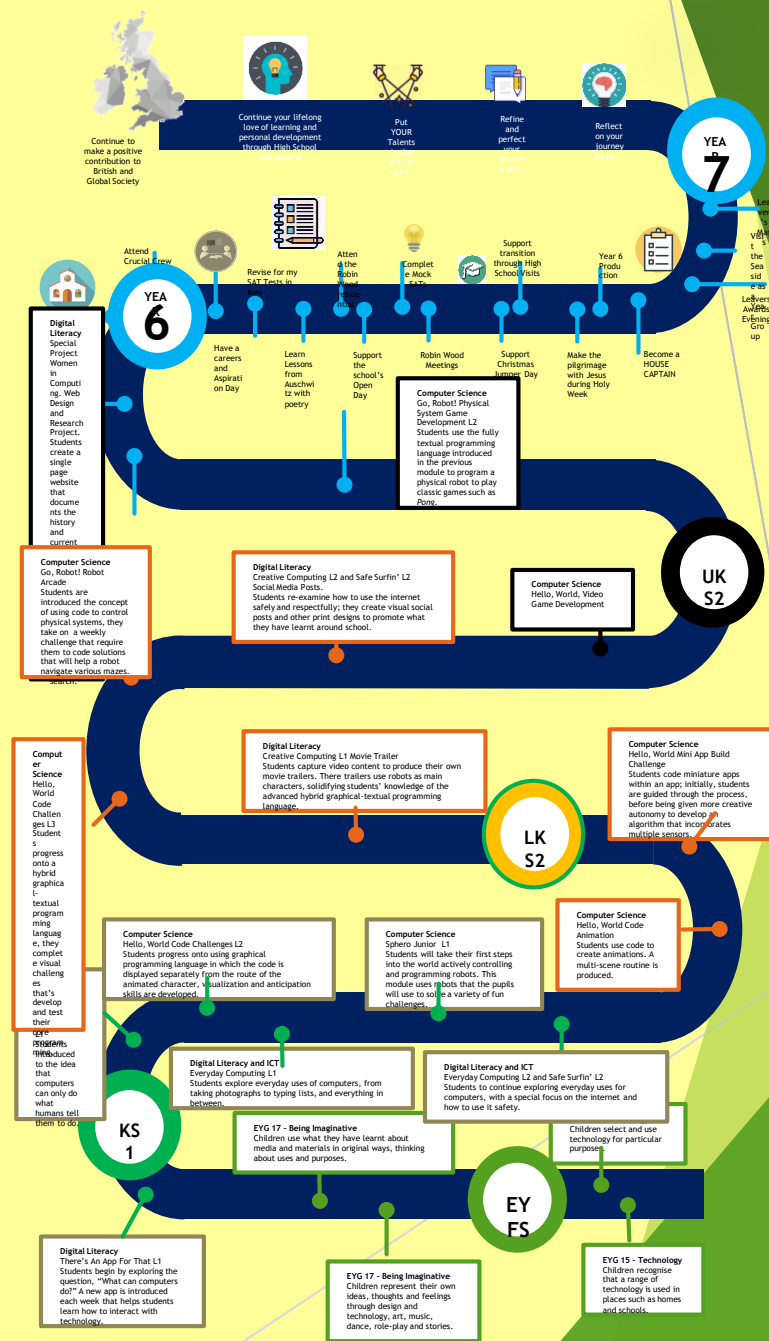 Continue to
make a positive
contribution to
British and
Global Society
Continue your lifelong
love of learning and
personal development
through High School
Put
YOUR
Talents
Refine
and
perfect
your
Reflect
on your
journey
YEA
7
Attend
Crucial Crew
Revise for my
SAT Tests in
May
Atten
d the
Robin
Wood
reside
ntial
Complet
e Mock
SATs
Support
transition
through High
School Visits
Year 6
Produ
ction
Visi
t
the
Sea
sid
e as
a
Yea
r
Gro
up
Leavers
Awards
Evening
YEA
6
Have a
careers
and
Aspirati
on Day
Learn
Lessons
from
Auschwi
tz with
poetry
Support
the
school’s
Open
Day
Robin Wood
Meetings
Support
Christmas
Jumper Day
Make the
pilgrimage
with Jesus
during Holy
Week
Become a
HOUSE
CAPTAIN
Digital
Literacy
Special
Project
Women
in
Computi
ng. Web
Design
and
Research
Project.
Students
create a
single
page
website
that
docume
nts the
history
and
current
search.
Computer Science
Go, Robot! Physical
System Game
Development L2
Students use the fully
textual programming
language introduced
in the previous
module to program a
physical robot to play
classic games such as
Pong.
Computer Science
Go, Robot! Robot
Arcade
Students are
introduced the concept
of using code to control
physical systems, they
take on a weekly
challenge that require
them to code solutions
that will help a robot
navigate various mazes.
Digital Literacy
Creative Computing L2 and Safe Surfin’ L2
Social Media Posts.
Students re-examine how to use the internet
safely and respectfully; they create visual social
posts and other print designs to promote what
they have learnt around school.
Computer Science
Hello, World, Video
Game Development
UK
S2
Comput
er
Science
Hello,
World
Code
Challen
ges L3
Student
s
progress
onto a
hybrid
graphica
l-
textual
program
ming
languag
e, they
complet
e visual
challeng
es
that’s
develop
and test
their
core
program
ming
Digital Literacy
Creative Computing L1 Movie Trailer
Students capture video content to produce their own
movie trailers. There trailers use robots as main
characters, solidifying students’ knowledge of the
advanced hybrid graphical-textual programming
language.
Computer Science
Hello, World Mini App Build
Challenge
Students code miniature apps
within an app; initially, students
are guided through the process,
before being given more creative
autonomy to develop an
algorithm that incorporates
multiple sensors.
LK
S2
Computer Science
Hello, World Code Challenges L2
Students progress onto using graphical
programming language in which the code is
displayed separately from the route of the
animated character, visualization and anticipation
skills are developed.
Computer Science
Sphero Junior L1
Students will take their first steps
into the world actively controlling
and programming robots. This
module uses robots that the pupils
will use to solve a variety of fun
challenges.
Computer Science
Hello, World Code
Animation
Students use code to
create animations. A
multi-scene routine is
produced.
L1
Students
introduced
to the idea
that
computers
can only do
what
humans tell
them to do.
Digital Literacy and ICT
Everyday Computing L1
Students explore everyday uses of computers, from
taking photographs to typing lists, and everything in
between.
Digital Literacy and ICT
Everyday Computing L2 and Safe Surfin’ L2
Students to continue exploring everyday uses for
computers, with a special focus on the internet and
how to use it safely.
KS
1
EYG 17 – Being Imaginative
Children use what they have learnt about
media and materials in original ways, thinking
about uses and purposes.
Children select and use
technology for particular
purposes.
EY
FS
Digital Literacy
There’s An App For That L1
Students begin by exploring the
question, “What can computers
do?” A new app is introduced
each week that helps students
learn how to interact with
technology.
EYG 17 – Being Imaginative
Children represent their own
ideas, thoughts and feelings
through design and
technology, art, music,
dance, role-play and stories.
EYG 15 – Technology
Children recognise
that a range of
technology is used in
places such as homes
and schools.